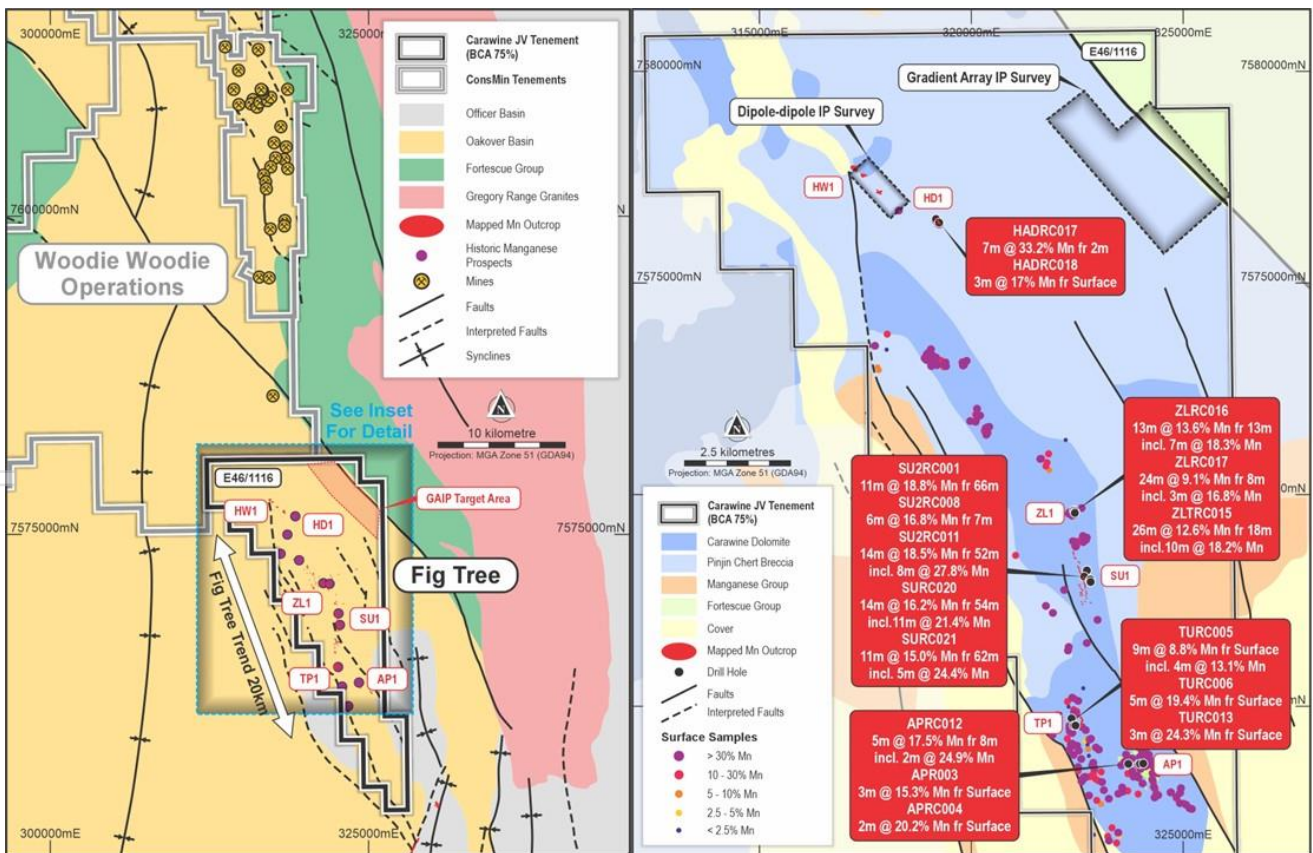 300000mE
325000mE
Carawine JV Tenement
(BCA 75%)
ConsMin Tenements
Officer Basin
Oakover Basin
Fortescue Group
Gregory Range Granites
Mapped Mn Outcrop
Historic Manganese
Prospects
Mines
Faults
Interpreted Faults
Synclines
7600000mN
Woodie Woodie
Operations
See Inset
For Detail
N
10 kilometre
Projection: MGA Zone 51 (GDA94)
E46/1116
GAIP Target Area
HW1
HD1
7575000mN
7575000mN
Fig Tree
Fig Tree Trend 20km
ZL1
SU1
TP1
AP1
300000mE
325000mE
315000mE
320000mE
325000mE
E46/1116
7580000mN
7580000mN
Gradient Array IP Survey
Dipole-dipole IP Survey
HW1
HD1
HADRC017
7m @ 33.2% Mn fr 2m
HADRC018
3m @ 17% Mn fr Surface
7575000mN
7575000mN
N
2.5 kilometres
Projection: MGA Zone 51 (GDA94)
Carawine JV Tenement
(BCA 75%)
Carawine Dolomite
Pinjin Chert Breccia
Manganese Group
Fortescue Group
Cover
Mapped Mn Outcrop
Drill Hole
Faults
Interpreted Faults
Surface Samples
> 30% Mn
10 - 30% Mn
5 - 10% Mn
2.5 - 5% Mn
< 2.5% Mn
SU2RC001
11m @ 18.8% Mn fr 66m
SU2RC008
6m @ 16.8% Mn fr 7m
SU2RC011
14m @ 18.5% Mn fr 52m
incl. 8m @ 27.8% Mn
SURC020
14m @ 16.2% Mn fr 54m
incl.11m @ 21.4% Mn
SURC021
11m @ 15.0% Mn fr 62m
incl. 5m @ 24.4% Mn
ZLRC016
13m @ 13.6% Mn fr 13m
incl. 7m @ 18.3% Mn
ZLRC017
24m @ 9.1% Mn fr 8m
incl. 3m @ 16.8% Mn
ZLTRC015
26m @ 12.6% Mn fr 18m
incl.10m @ 18.2% Mn
ZL1
SU1
TURC005
9m @ 8.8% Mn fr Surface
incl. 4m @ 13.1% Mn
TURC006
5m @ 19.4% Mn fr Surface
TURC013
3m @ 24.3% Mn fr Surface
TP1
AP1
APRC012
5m @ 17.5% Mn fr 8m
incl. 2m @ 24.9% Mn
APR003
3m @ 15.3% Mn fr Surface
APRC004
2m @ 20.2% Mn fr Surface
325000mE